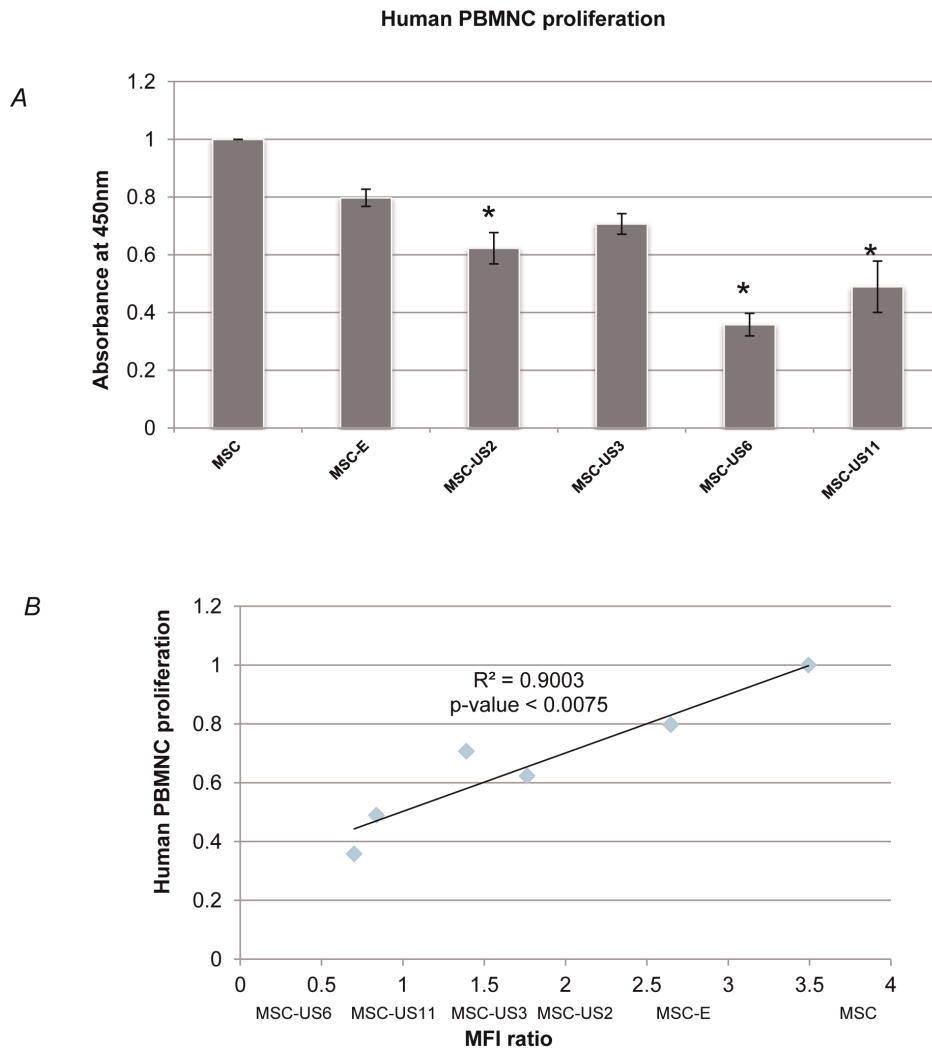 Human PBMNC proliferation
A
Absorbance at 450nm
1.2
1
0.8
0.6
0.4
0.2
0
*
*
*
MSC
MSC-E
MSC-US2
MSC-US3
MSC-US6
MSC-US11
B
Human PBMNC proliferation
1.2
1
0.8
0.6
0.4
0.2
0
R² = 0.9003
p-value < 0.0075
0 0.5 1 1.5 2 2.5 3 3.5 4
MSC-US6 MSC-US11 MSC-US3 MSC-US2 MSC-E MSC
MFI ratio